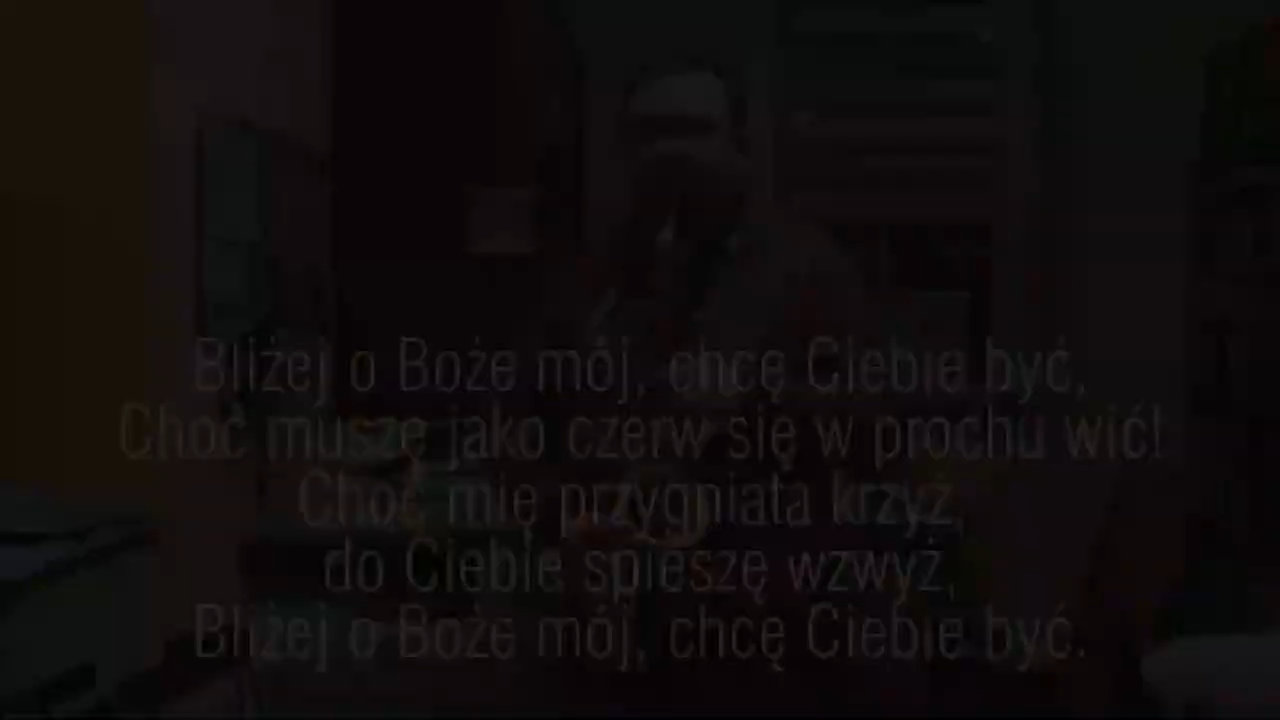 Bliżej o Boże mój, chcę Ciebie być,
Choć muszę jako czerw się w prochu wić!
Choć mię przygniata krzyż,
do Ciebie spieszę wzwyż,
Bliżej o Boże mój, chcę Ciebie być.